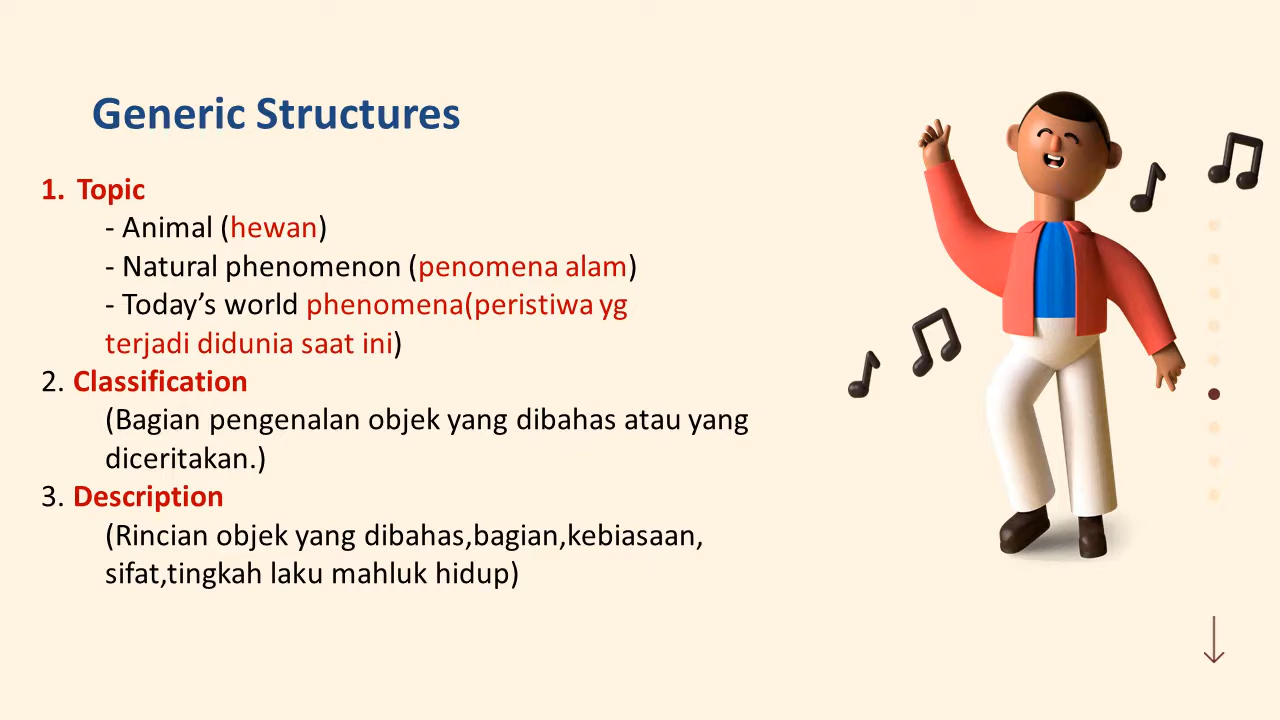 Generic Structures
1. Topic
- Animal (hewan)
- Natural phenomenon (penomena alam)
- Today’s world phenomena(peristiwa yg
terjadi didunia saat ini)
2. Classification
(Bagian pengenalan objek yang dibahas atau yang
diceritakan.)
3. Description
(Rincian objek yang dibahas,bagian,kebiasaan,
sifat,tingkah laku mahluk hidup)